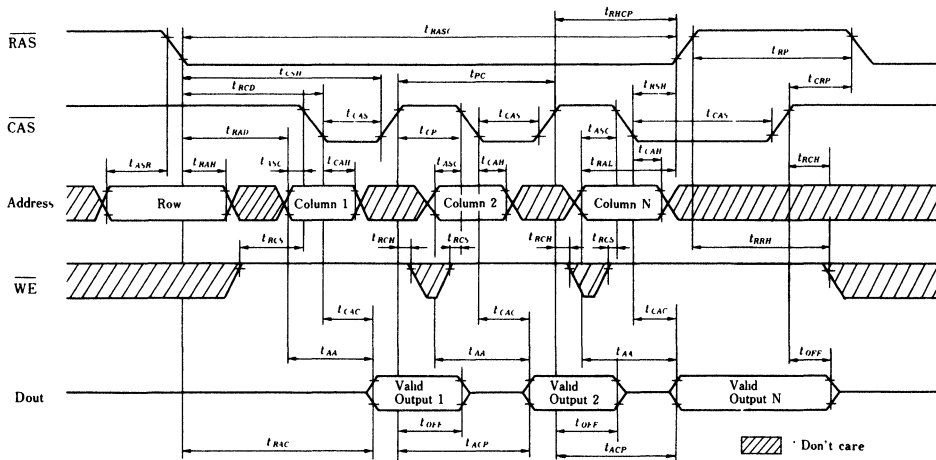 tRHCP
RAS
tRASC
tRP
tCSH
tPC
tCRP
tRCD
tRSH
CAS
tCAS
tCAS
tCAS
tRAD
tCP
tASC
tASR
tRAH
tASC
tCAH
tASC
tCAH
tRAL
tCAH
tRCH
Address
Row
Column 1
Column 2
Column N
tRCS
tRCH
tRCS
tRCH
tRCS
tRRH
WE
tCAC
tCAC
tCAC
tAA
tAA
tAA
tOFF
Dout
Valid
Output 1
Valid
Output 2
Valid
Output N
tOFF
tOFF
tRAC
tACP
tACP
Don't care